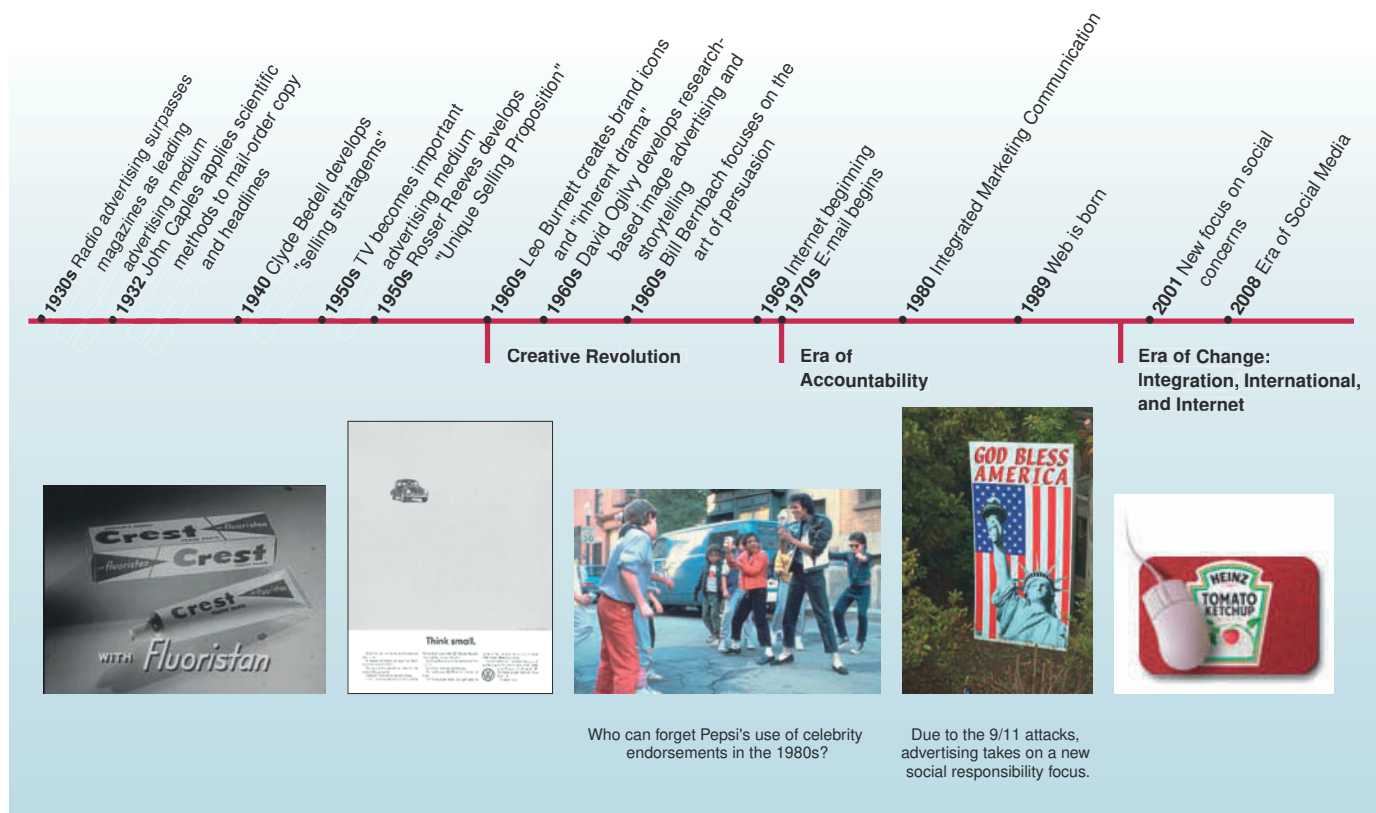 1930s Radio advertising surpasses
magazines as leading
advertising medium
1932 John Caples applies scientific
methods to mail-order copy
and headlines
1940 Clyde Bedell develops
"selling stratagems"
1950s TV becomes important
advertising medium
1950s Rosser Reeves develops
"Unique Selling Proposition"
1960s Leo Burnett creates brand icons
and "inherent drama"
1960s David Ogilvy develops research-
based image advertising and
storytelling
1960s Bill Bernbach focuses on the
art of persuasion
1969 Internet beginning
1970s E-mail begins
1980 Integrated Marketing Communication
1989 Web is born
2001 New focus on social
concerns
2008 Era of Social Media
Creative Revolution
Era of
Accountability
Era of Change:
Integration, International,
and Internet
Crest
fluoristan
fluoristan
Crest
Crest
WITH Fluoristan
Think small.
GOD BLESS
AMERICA
HEINZ
TOMATO
KETCHUP
Who can forget Pepsi's use of celebrity
endorsements in the 1980s?
Due to the 9/11 attacks,
advertising takes on a new
social responsibility focus.